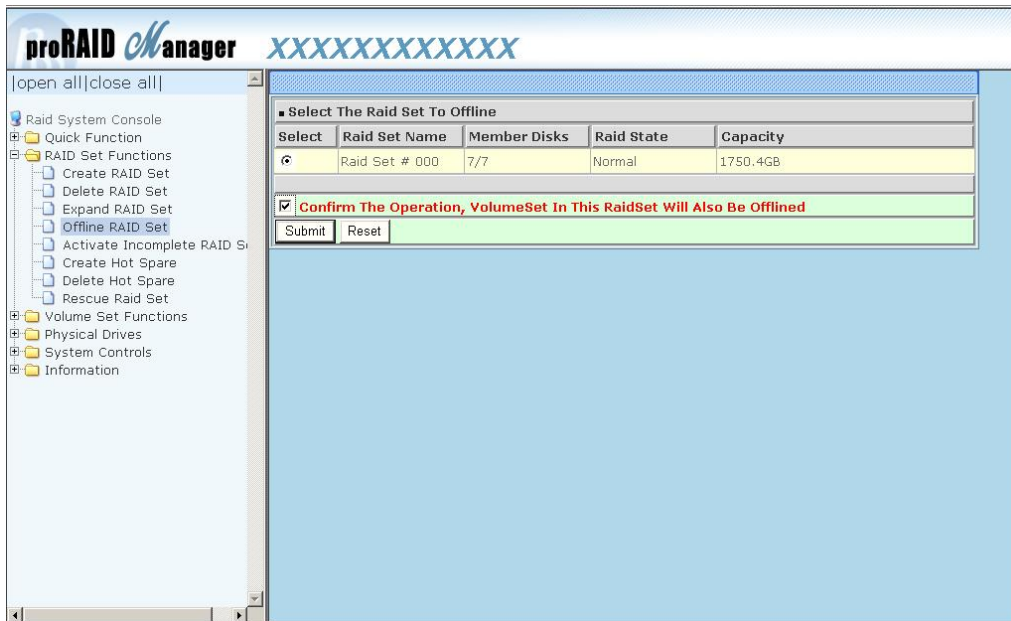 proRAID Manager XXXXXXXXXXXX
|open all|close all|
Raid System Console
Quick Function
RAID Set Functions
Create RAID Set
Delete RAID Set
Expand RAID Set
Offline RAID Set
Activate Incomplete RAID Se
Create Hot Spare
Delete Hot Spare
Rescue Raid Set
Volume Set Functions
Physical Drives
System Controls
Information
Select The Raid Set To Offline
Select Raid Set Name Member Disks Raid State Capacity
Raid Set # 000 7/7 Normal 1750.4GB
Confirm The Operation, VolumeSet In This RaidSet Will Also Be Offlined
Submit Reset